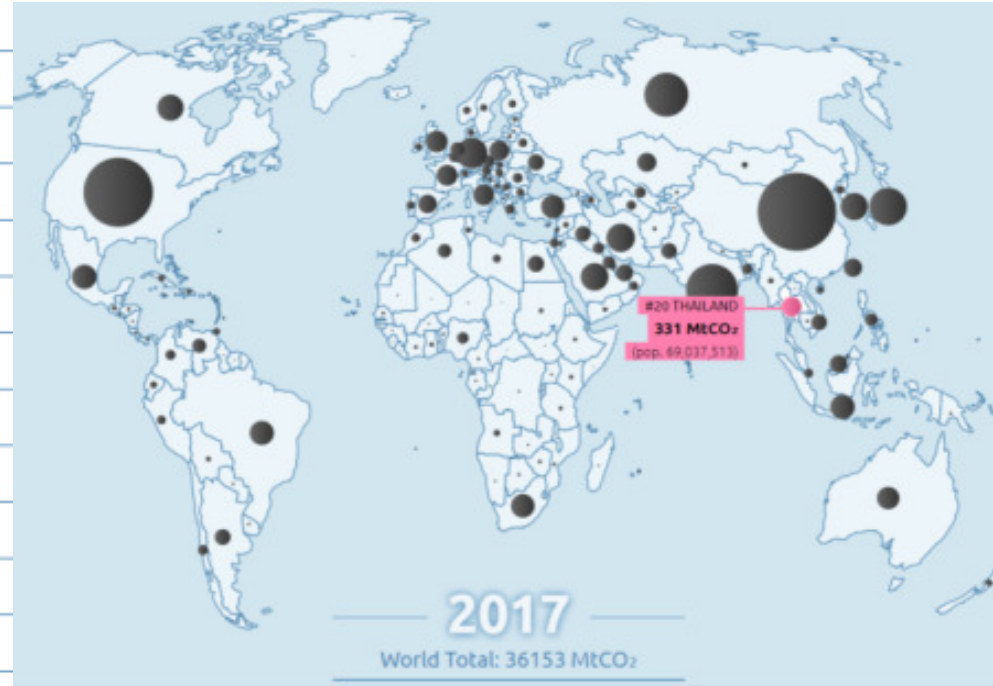 #20 THAILAND
331 MtCO₂
(pop. 69,037,513)
2017
World Total: 36153 MtCO₂